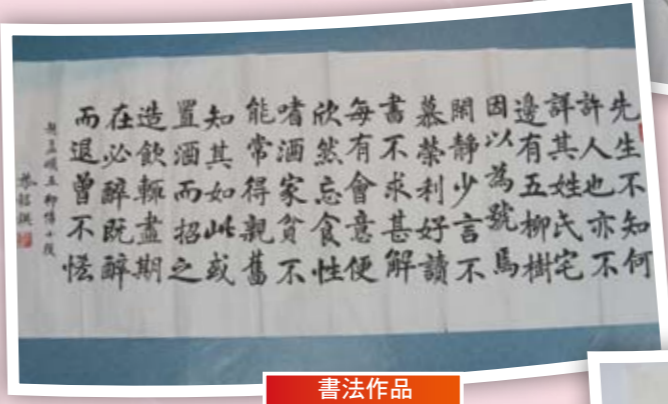 先生不知何
許人也亦不
詳其姓氏宅
邊有五柳樹
因以為號焉
閑靜少言不
慕榮利好讀
書不求甚解
每有會意便
欣然忘食性
嗜酒家貧不
能常得親舊
知其如此或
置酒而招之
造飲輒盡期
在必醉既醉
而退曾不恡
五柳傳
書法作品